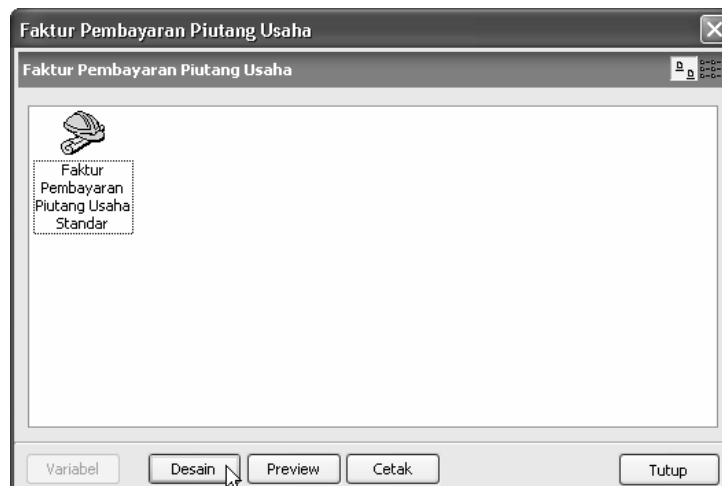 Faktur Pembayaran Piutang Usaha
Faktur Pembayaran Piutang Usaha
Faktur
Pembayaran
Piutang Usaha
Standar
Variabel Desain Preview Cetak Tutup